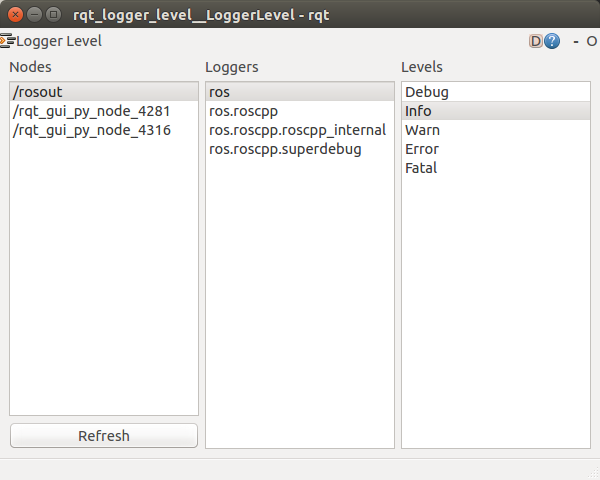 rqt_logger_level__LoggerLevel - rqt
Logger Level
D ? - O
Nodes
/rosout
/rqt_gui_py_node_4281
/rqt_gui_py_node_4316
Refresh
Loggers
ros
ros.roscpp
ros.roscpp.roscpp_internal
ros.roscpp.superdebug
Levels
Debug
Info
Warn
Error
Fatal